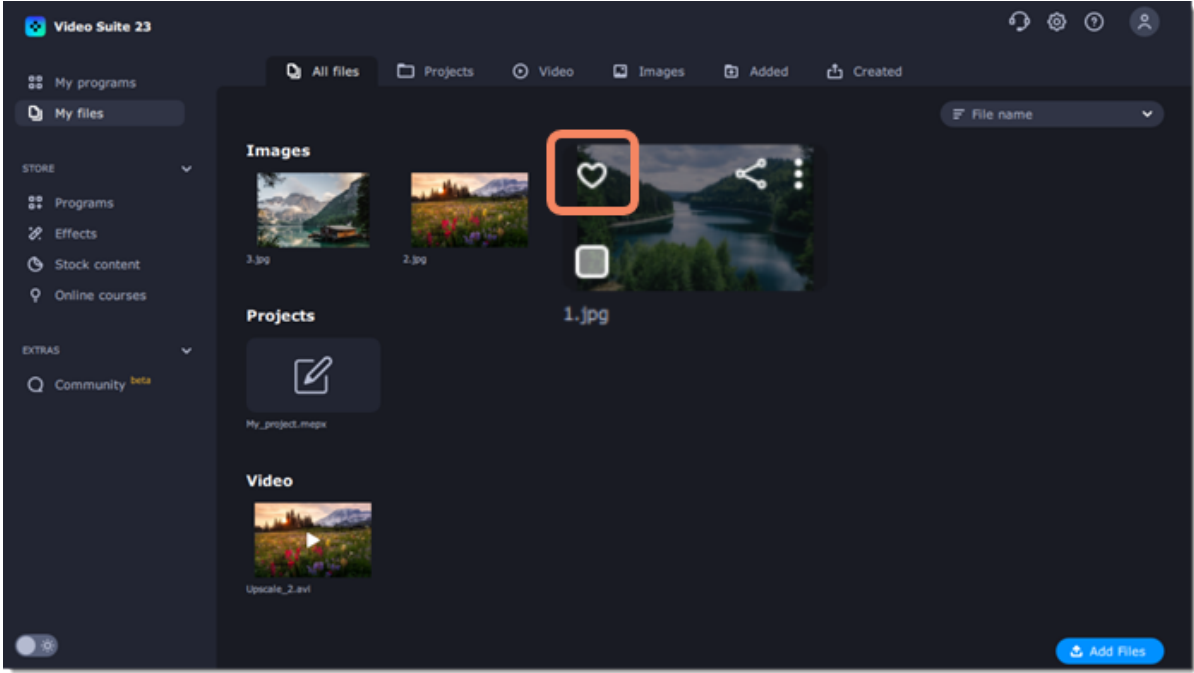 Video Suite 23
My programs
My files
STORE
Programs
Effects
Stock content
Online courses
EXTRAS
Community beta
All files Projects Video Images Added Created
File name
Images
3.jpg 2.jpg 1.jpg
Projects
My_project.mepx
Video
Upscale_2.avi
Add Files